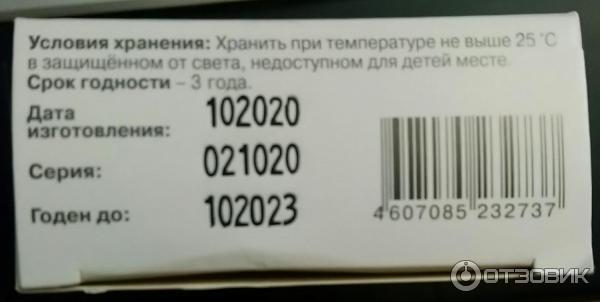 Условия хранения: Хранить при температуре не выше 25 °C
в защищённом от света, недоступном для детей месте.
Срок годности – 3 года.
Дата
изготовления: 102020
Серия: 021020
Годен до: 102023
4 607085 232737
ОТЗОВИК